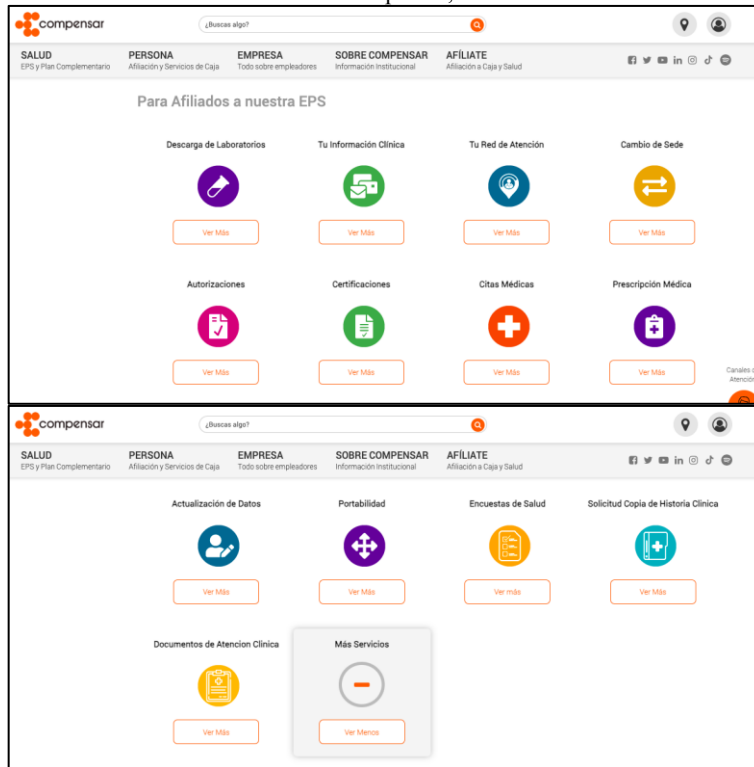 compensar
¿Buscas algo?
SALUD
EPS y Plan Complementario
PERSONA
Afiliación y Servicios de Caja
EMPRESA
Todo sobre empleadores
SOBRE COMPENSAR
Información Institucional
AFÍLIATE
Afiliación a Caja y Salud
Para Afiliados a nuestra EPS
Descarga de Laboratorios
Tu Información Clínica
Tu Red de Atención
Cambio de Sede
Ver Más
Ver Más
Ver Más
Ver Más
Autorizaciones
Certificaciones
Citas Médicas
Prescripción Médica
Ver Más
Ver Más
Ver Más
Ver Más
Canales
Atención
compensar
¿Buscas algo?
SALUD
EPS y Plan Complementario
PERSONA
Afiliación y Servicios de Caja
EMPRESA
Todo sobre empleadores
SOBRE COMPENSAR
Información Institucional
AFÍLIATE
Afiliación a Caja y Salud
Actualización de Datos
Portabilidad
Encuestas de Salud
Solicitud Copia de Historia Clinica
Ver Más
Ver Más
Ver más
Ver Más
Documentos de Atencion Clinica
Más Servicios
Ver Más
Ver Menos